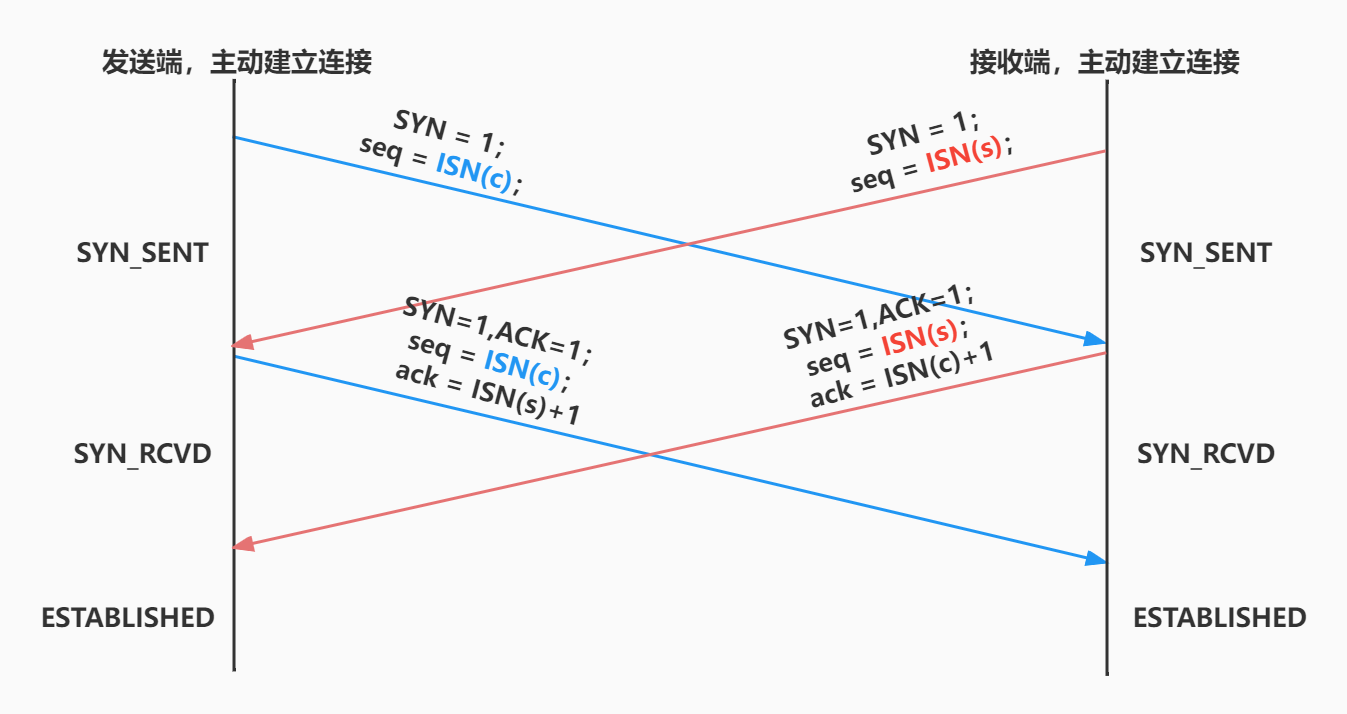 发送端，主动建立连接
接收端，主动建立连接
SYN = 1;
seq = ISN(c);
SYN = 1;
seq = ISN(s);
SYN_SENT
SYN_SENT
SYN=1,ACK=1;
seq = ISN(c);
ack = ISN(s)+1
SYN=1,ACK=1;
seq = ISN(s);
ack = ISN(c)+1
SYN_RCVD
SYN_RCVD
ESTABLISHED
ESTABLISHED